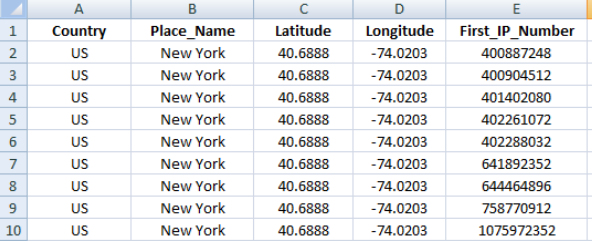 A B C D E
1 Country Place_Name Latitude Longitude First_IP_Number
2 US New York 40.6888 -74.0203 400887248
3 US New York 40.6888 -74.0203 400904512
4 US New York 40.6888 -74.0203 401402080
5 US New York 40.6888 -74.0203 402261072
6 US New York 40.6888 -74.0203 402288032
7 US New York 40.6888 -74.0203 641892352
8 US New York 40.6888 -74.0203 644464896
9 US New York 40.6888 -74.0203 758770912
10 US New York 40.6888 -74.0203 1075972352